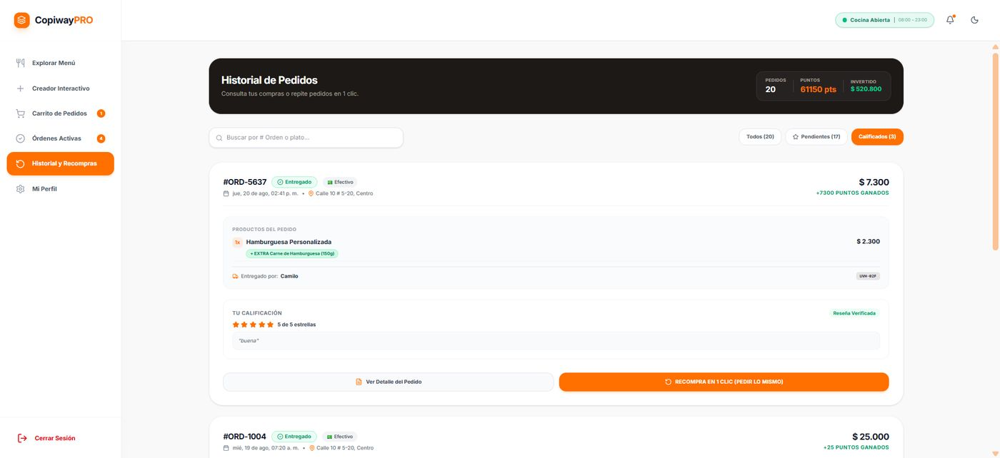 CopiwayPRO
Cocina Abierta | 08:00 - 23:00
Explorar Menú
Creador Interactivo
Carrito de Pedidos 1
Órdenes Activas 4
Historial y Recompras
Mi Perfil
Cerrar Sesión
Historial de Pedidos
Consulta tus compras o repite pedidos en 1 clic.
PEDIDOS
20
PUNTOS
61150 pts
INVERTIDO
$ 520.800
Buscar por # Orden o plato...
Todos (20)
Pendientes (17)
Calificados (3)
#ORD-5637 Entregado Efectivo
$ 7.300
jue, 20 de ago, 02:41 p. m. • Calle 10 # 5-20, Centro
+7300 PUNTOS GANADOS
PRODUCTOS DEL PEDIDO
1x Hamburguesa Personalizada
$ 2.300
+ EXTRA Carne de Hamburguesa (150g)
Entregado por: Camilo
UVH-02F
TU CALIFICACIÓN
Reseña Verificada
5 de 5 estrellas
"buena"
Ver Detalle del Pedido
RECOMPRA EN 1 CLIC (PEDIR LO MISMO)
#ORD-1004 Entregado Efectivo
$ 25.000
mié, 19 de ago, 07:20 a. m. • Calle 10 # 5-20, Centro
+25 PUNTOS GANADOS